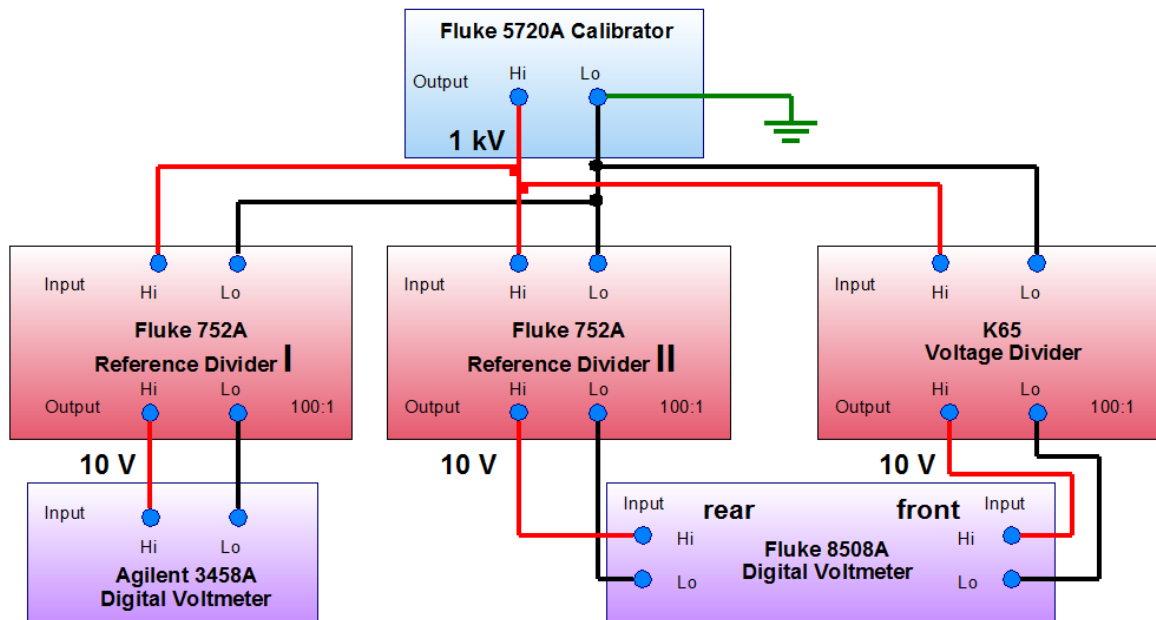 Fluke 5720A Calibrator
Output Hi Lo
1 kV
Input Hi Lo
Fluke 752A
Reference Divider I
Output Hi Lo 100:1
10 V
Input Hi Lo
Agilent 3458A
Digital Voltmeter
Input Hi Lo
Fluke 752A
Reference Divider II
Output Hi Lo 100:1
10 V
Input Hi Lo
K65
Voltage Divider
Output Hi Lo 100:1
10 V
Input rear front Input
Hi Hi
Fluke 8508A
Digital Voltmeter
Lo Lo